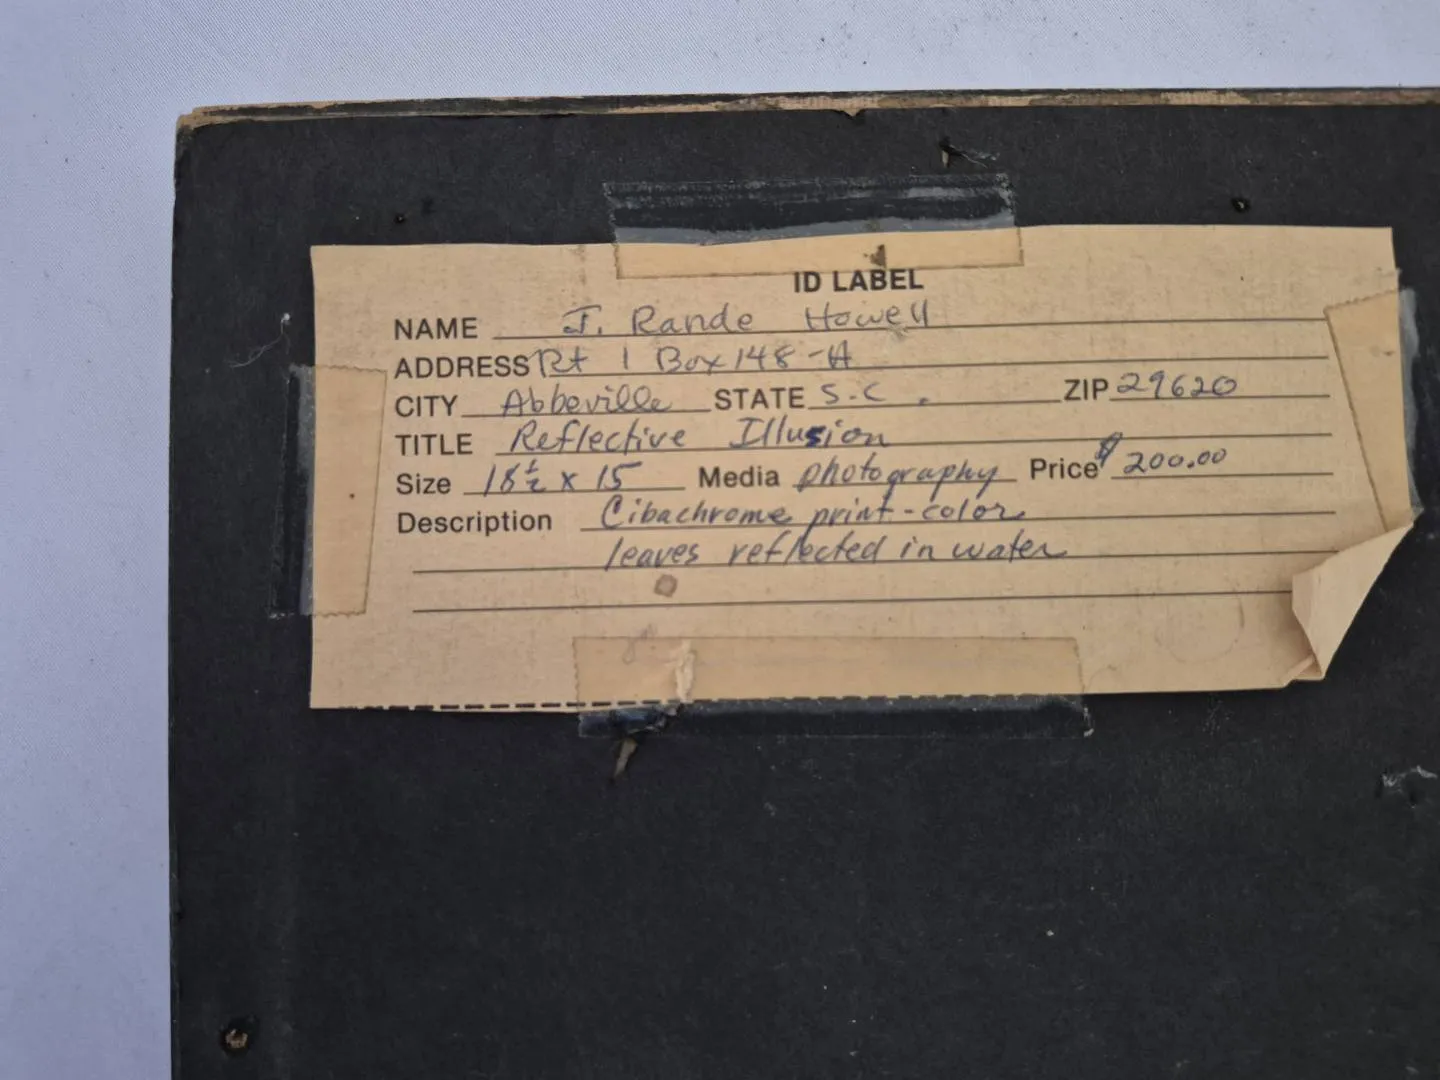 ID LABEL
NAME J. Rande Howell
ADDRESS Rt 1 Box 148-A
CITY Abbeville STATE S.C. ZIP 29620
TITLE Reflective Illusion
Size 18½ x 15 Media photography Price $200.00
Description Cibachrome print-color
leaves reflected in water